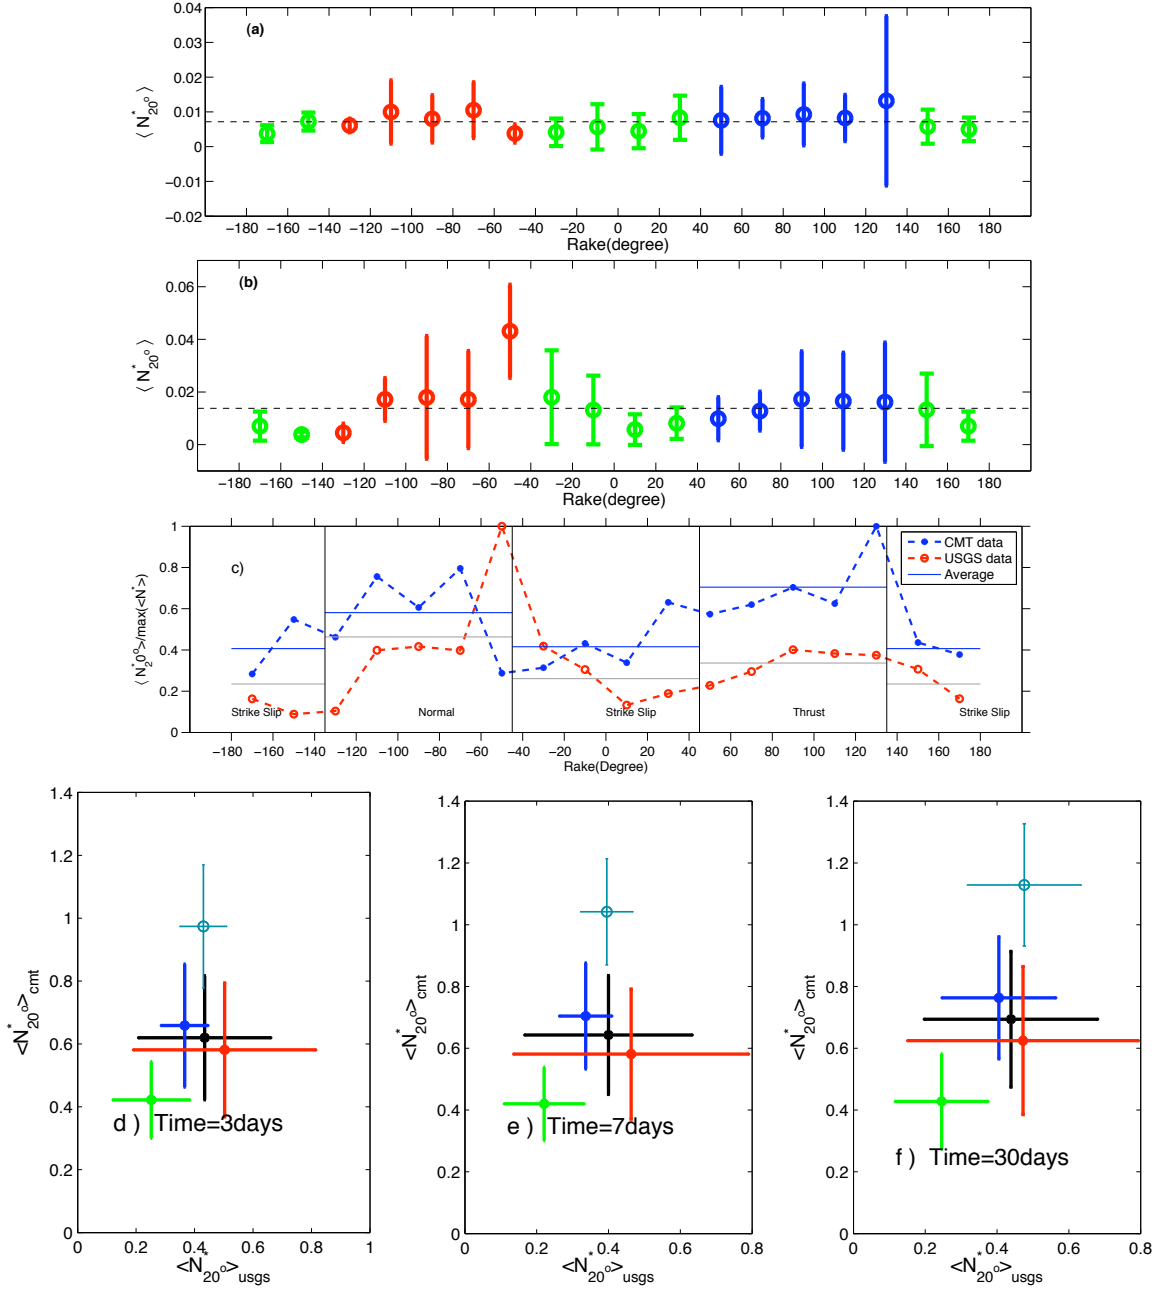 (a)
0.04
0.03
0.02
0.01
0
−0.01
−0.02
⟨ N*20o ⟩
−180 −160 −140 −120 −100 −80 −60 −40 −20 0 20 40 60 80 100 120 140 160 180
Rake(degree)
(b)
0.06
0.04
0.02
0
⟨ N*20o ⟩
−180 −160 −140 −120 −100 −80 −60 −40 −20 0 20 40 60 80 100 120 140 160 180
Rake(degree)
c)
1
0.8
0.6
0.4
0.2
0
⟨ N*20o>/max(<N*>)
CMT data
USGS data
Average
Strike Slip Normal Strike Slip Thrust Strike Slip
−180 −160 −140 −120 −100 −80 −60 −40 −20 0 20 40 60 80 100 120 140 160 180
Rake(Degree)
1.4
1.2
1
0.8
0.6
0.4
0.2
0
<N*20o>cmt
d ) Time=3days
0 0.2 0.4 0.6 0.8 1
<N*20o>usgs
1.4
1.2
1
0.8
0.6
0.4
0.2
0
<N*20o>cmt
e ) Time=7days
0 0.2 0.4 0.6 0.8
<N*20o>usgs
1.4
1.2
1
0.8
0.6
0.4
0.2
0
<N*20o>cmt
f ) Time=30days
0 0.2 0.4 0.6 0.8
<N*20o>usgs